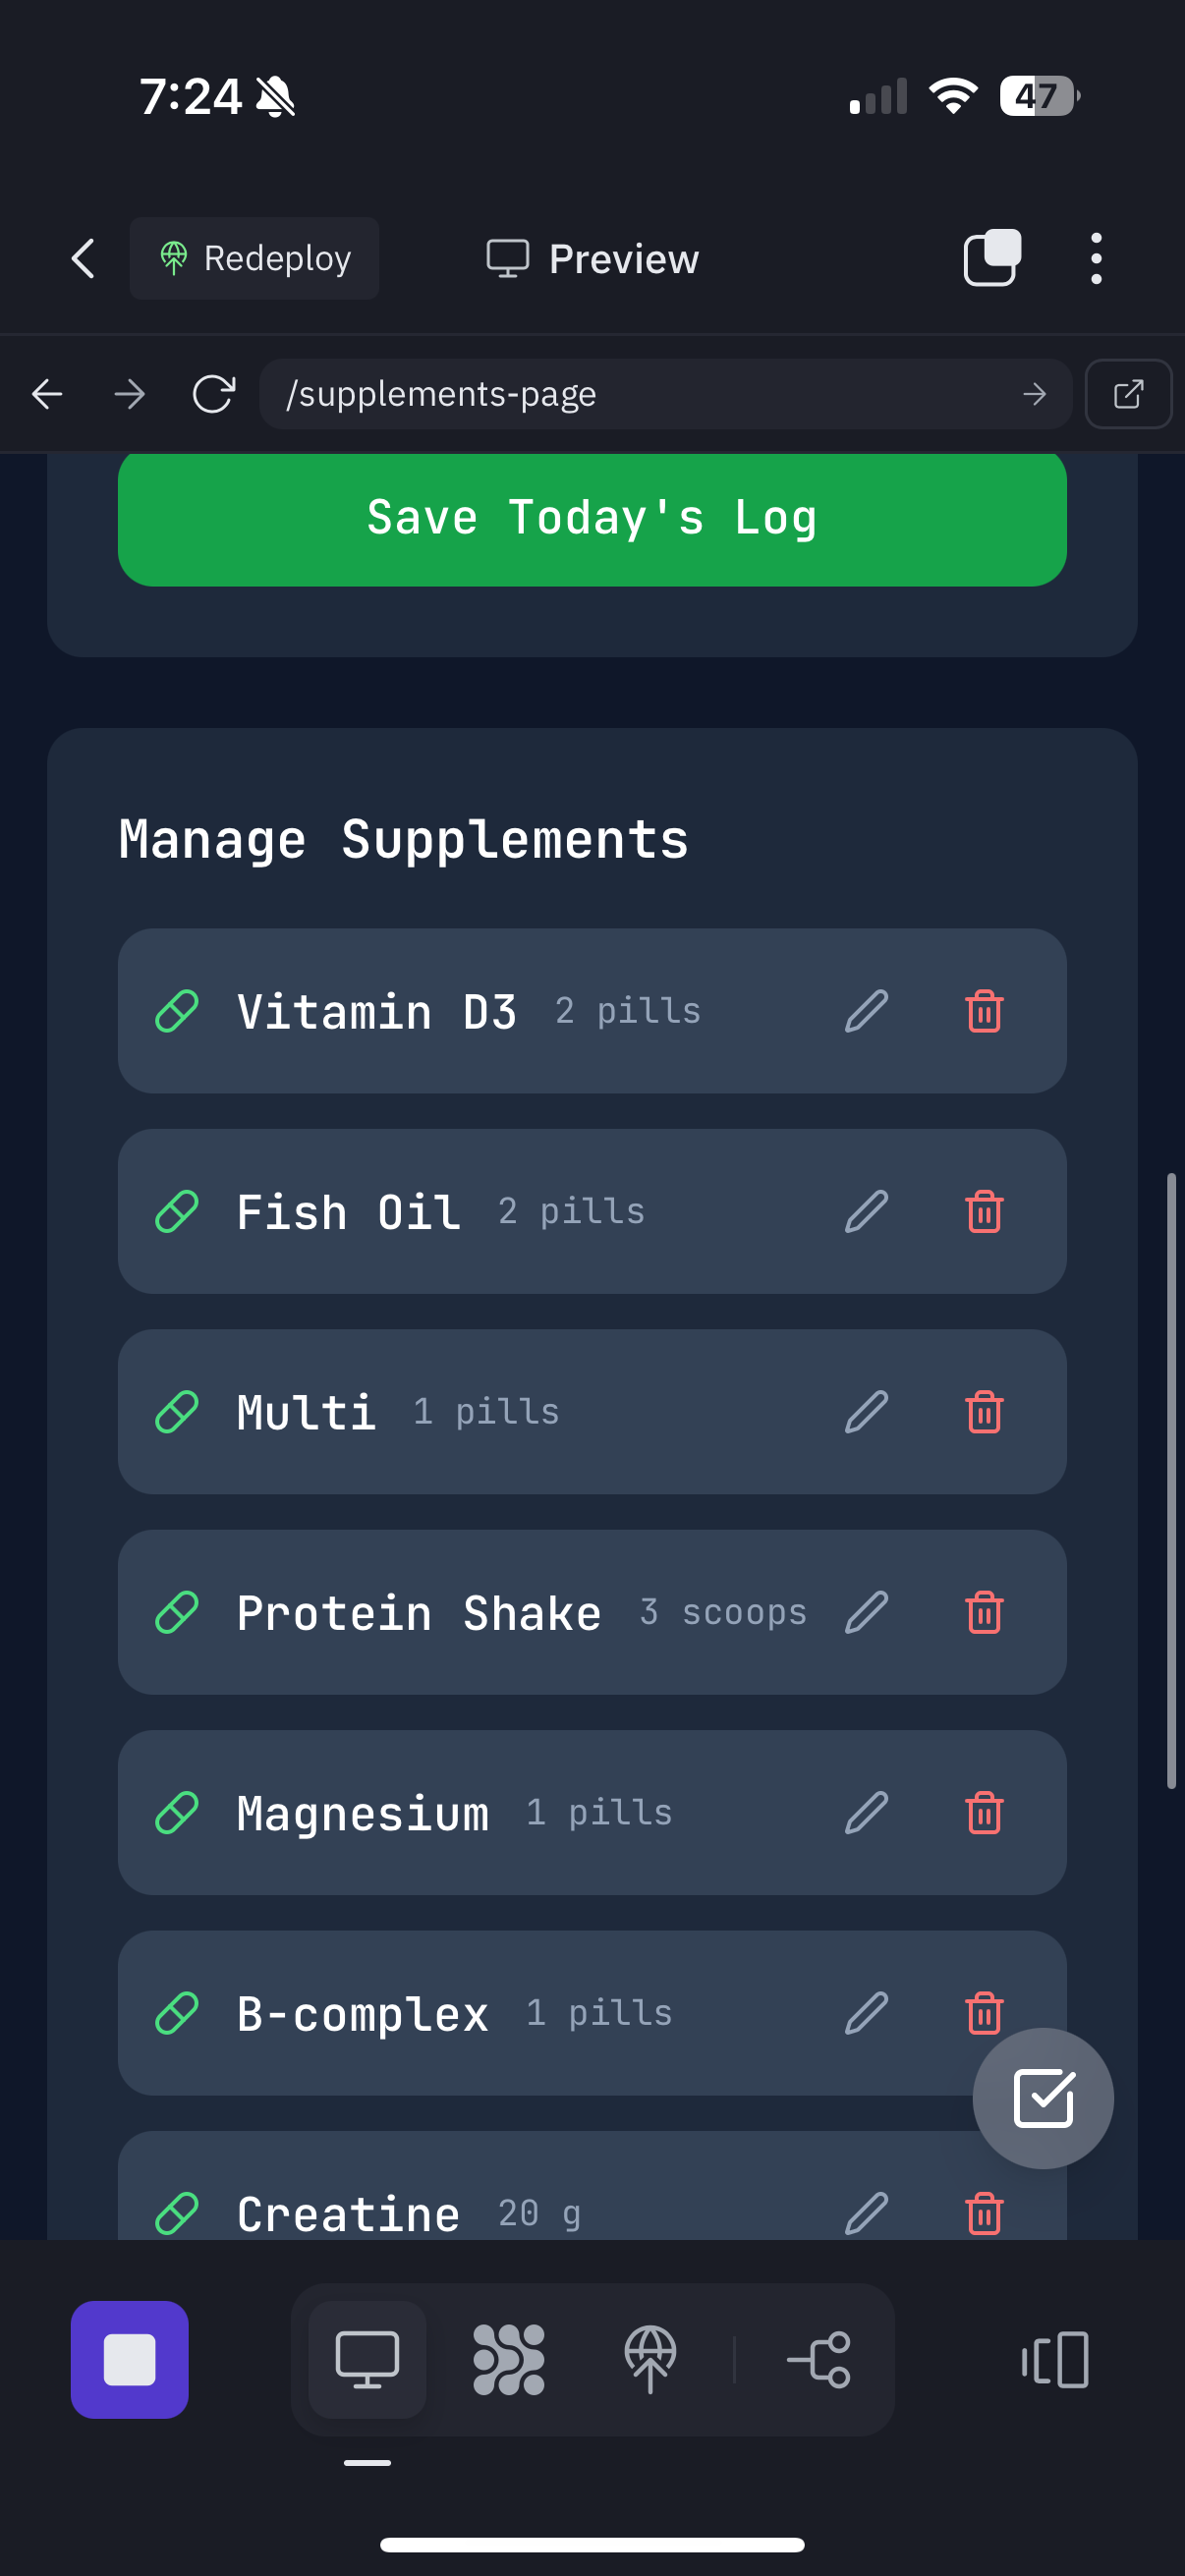 7:24
47
Redeploy
Preview
/supplements-page
Save Today's Log
Manage Supplements
Vitamin D3 2 pills
Fish Oil 2 pills
Multi 1 pills
Protein Shake 3 scoops
Magnesium 1 pills
B-complex 1 pills
Creatine 20 g